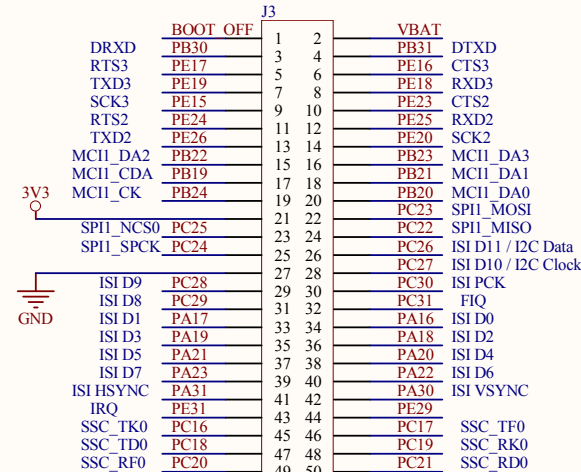 J3
BOOT_OFF 1 2 VBAT
DRXD PB30 3 4 PB31 DTXD
RTS3 PE17 5 6 PE16 CTS3
TXD3 PE19 7 8 PE18 RXD3
SCK3 PE15 9 10 PE23 CTS2
RTS2 PE24 11 12 PE25 RXD2
TXD2 PE26 13 14 PE20 SCK2
MCI1_DA2 PB22 15 16 PB23 MCI1_DA3
MCI1_CDA PB19 17 18 PB21 MCI1_DA1
3V3 MCI1_CK PB24 19 20 PB20 MCI1_DA0
21 22 PC23 SPI1_MOSI
SPI1_NCS0 PC25 23 24 PC22 SPI1_MISO
SPI1_SPCK PC24 25 26 PC26 ISI D11 / I2C Data
27 28 PC27 ISI D10 / I2C Clock
ISI D9 PC28 29 30 PC30 ISI PCK
GND ISI D8 PC29 31 32 PC31 FIQ
ISI D1 PA17 33 34 PA16 ISI D0
ISI D3 PA19 35 36 PA18 ISI D2
ISI D5 PA21 37 38 PA20 ISI D4
ISI D7 PA23 39 40 PA22 ISI D6
ISI HSYNC PA31 41 42 PA30 ISI VSYNC
IRQ PE31 43 44 PE29
SSC_TK0 PC16 45 46 PC17 SSC_TF0
SSC_TD0 PC18 47 48 PC19 SSC_RK0
SSC_RF0 PC20 49 50 PC21 SSC_RD0